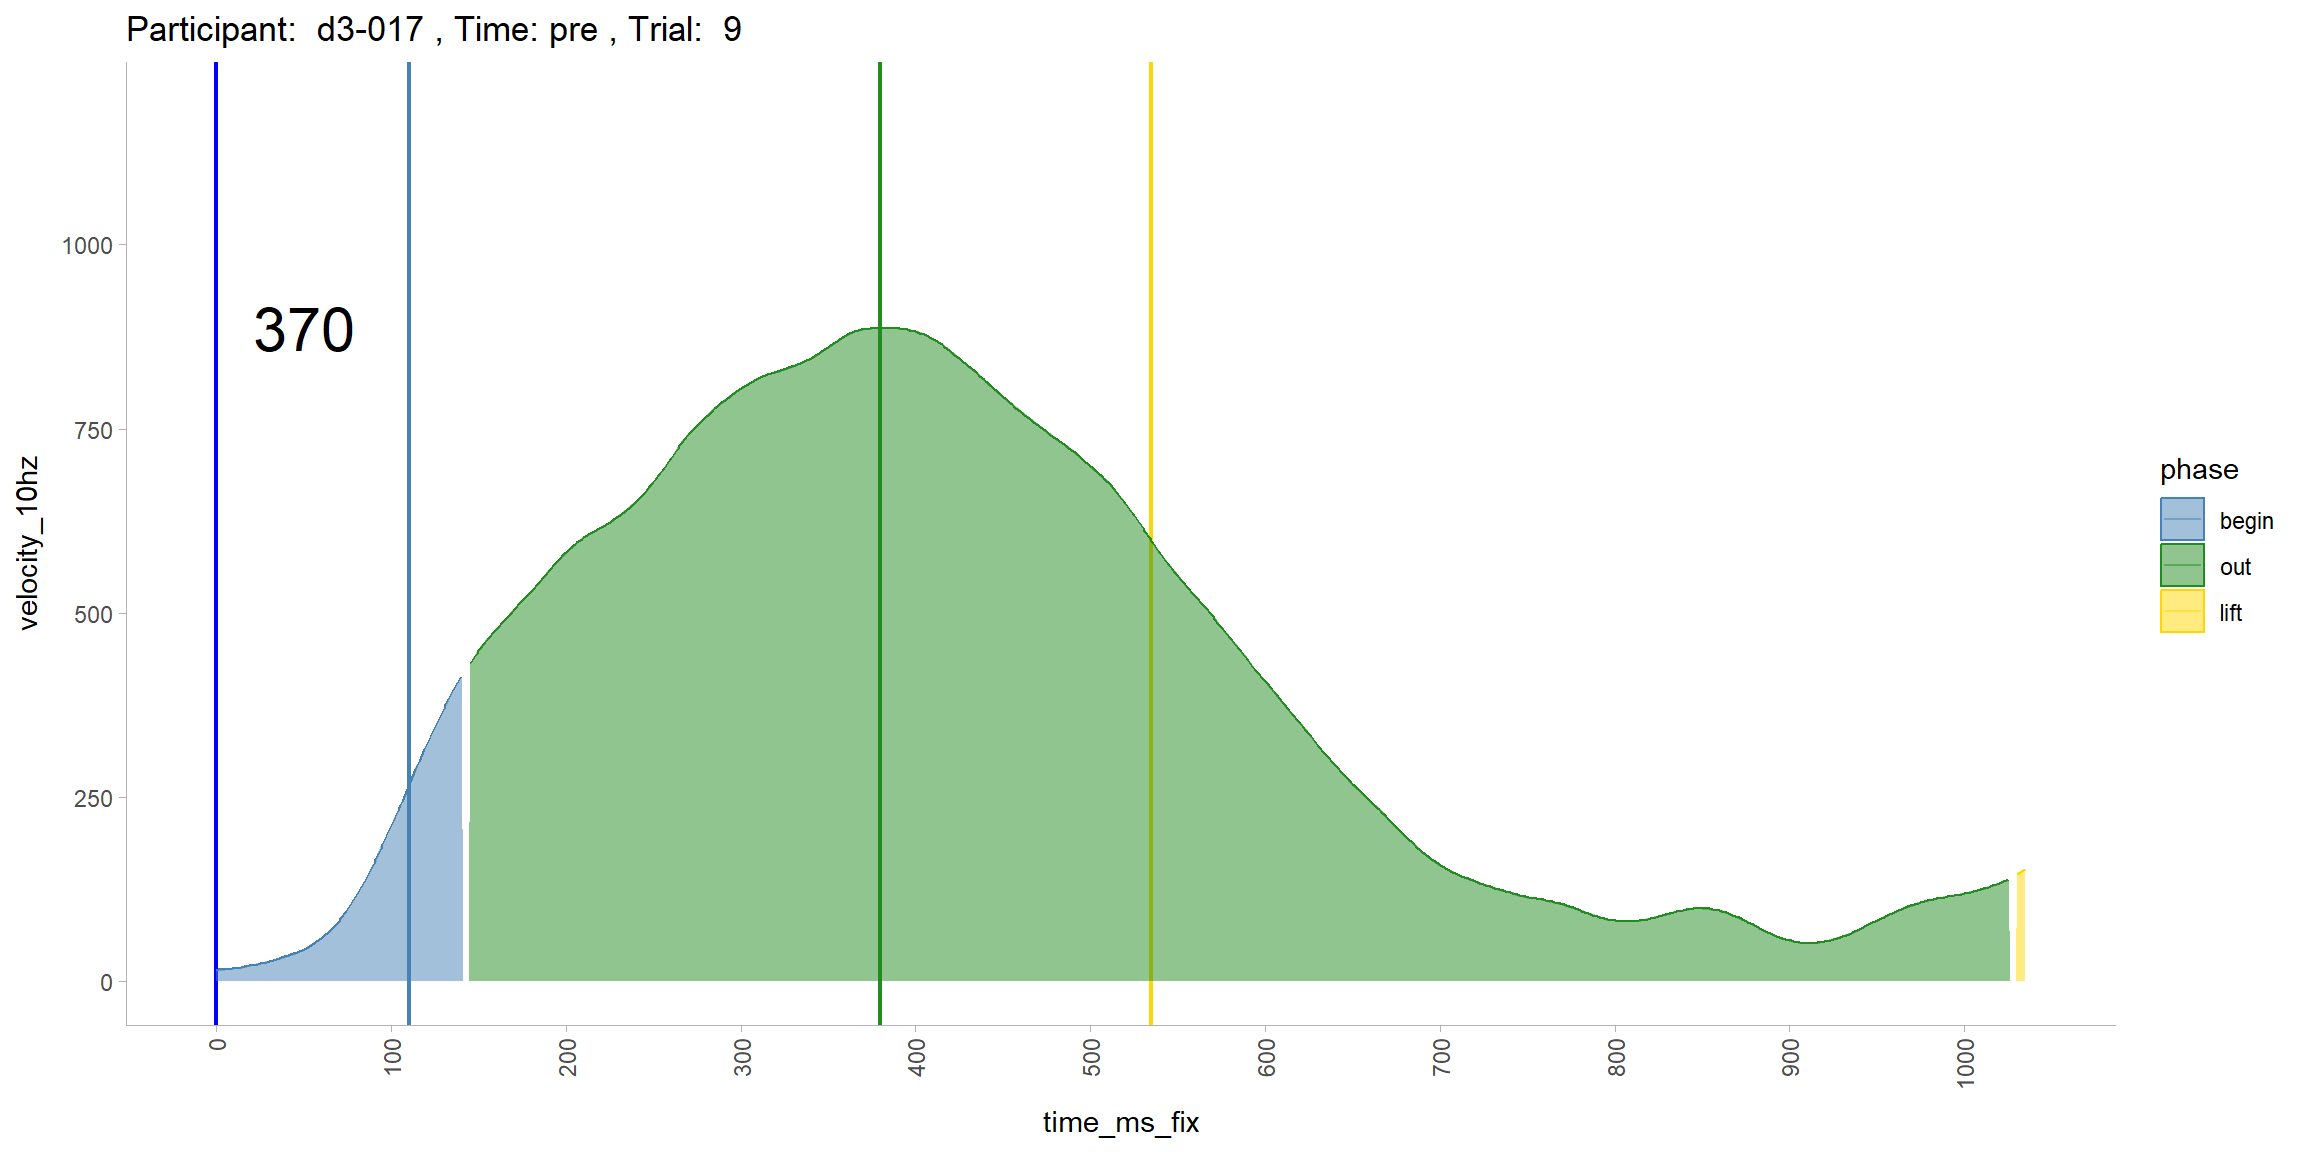 Participant:  d3-017 , Time: pre , Trial:  9
1000
370
750
500
250
0
velocity_10hz
0 100 200 300 400 500 600 700 800 900 1000
time_ms_fix
phase
begin
out
lift